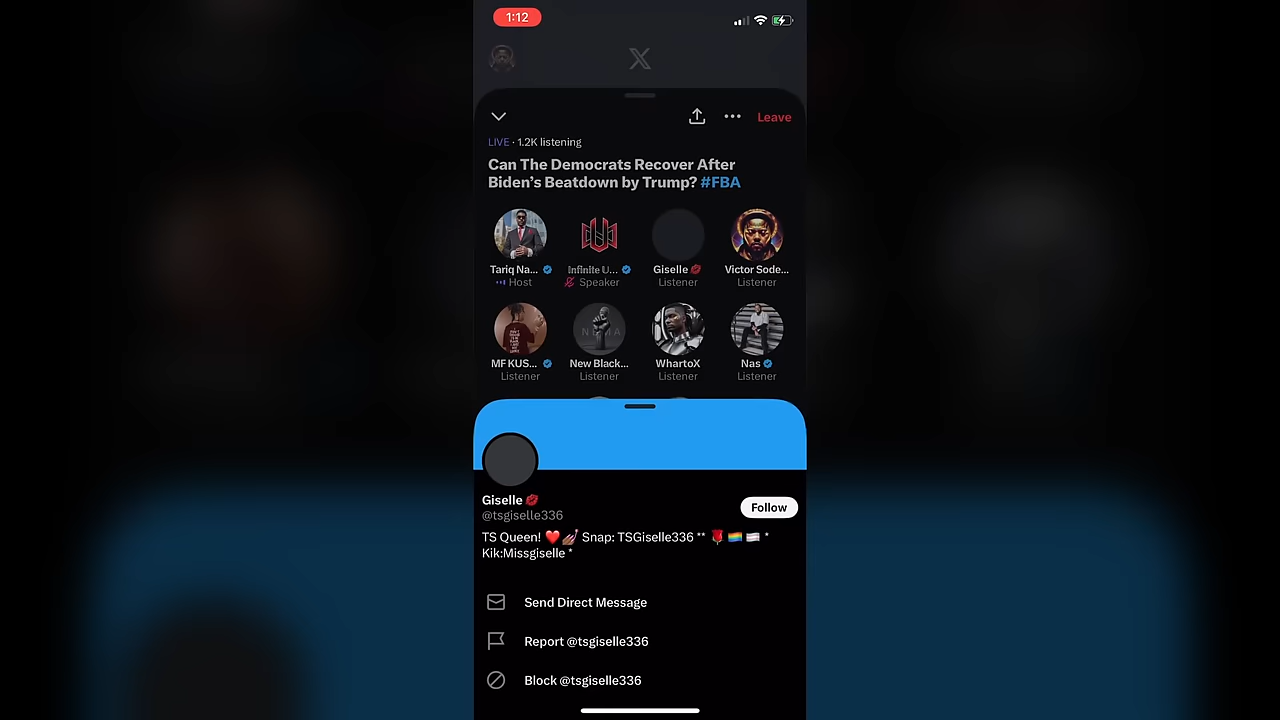 1:12
Leave
LIVE · 1.2K listening
Can The Democrats Recover After
Biden's Beatdown by Trump? #FBA
Tariq Na... Infinite U... Giselle 💋 Victor Sode...
Host Speaker Listener Listener
MF KUS... New Black... WhartoX Nas
Listener Listener Listener Listener
Giselle 💋
Follow
@tsgiselle336
TS Queen! ❤️💅🏽 Snap: TSGiselle336 ** 🌹🏳️‍🌈🏳️‍⚧️ *
Kik:Missgiselle *
Send Direct Message
Report @tsgiselle336
Block @tsgiselle336